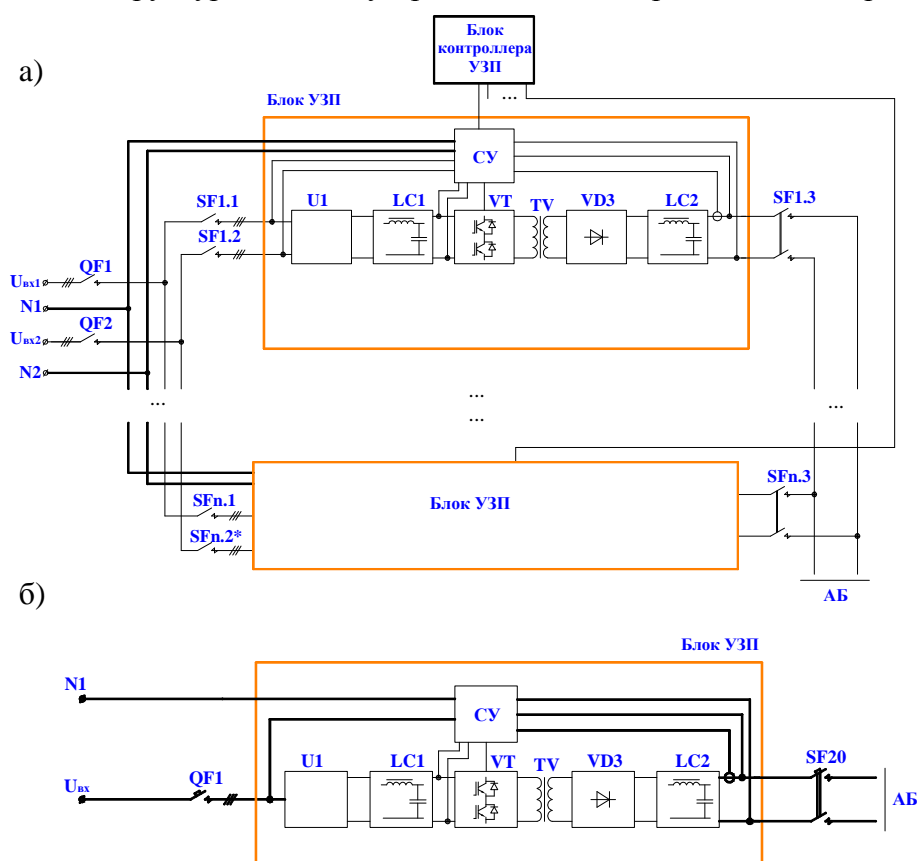 а)
Блок
контроллера
УЗП
...
Блок УЗП
СУ
SF1.1
U1
LC1
VT
TV
VD3
LC2
SF1.3
SF1.2
Uвх1
QF1
N1
Uвх2
QF2
N2
...
...
...
...
SFn.1
SFn.2*
Блок УЗП
SFn.3
АБ
б)
Блок УЗП
N1
СУ
U1
LC1
VT
TV
VD3
LC2
SF20
Uвх
QF1
АБ